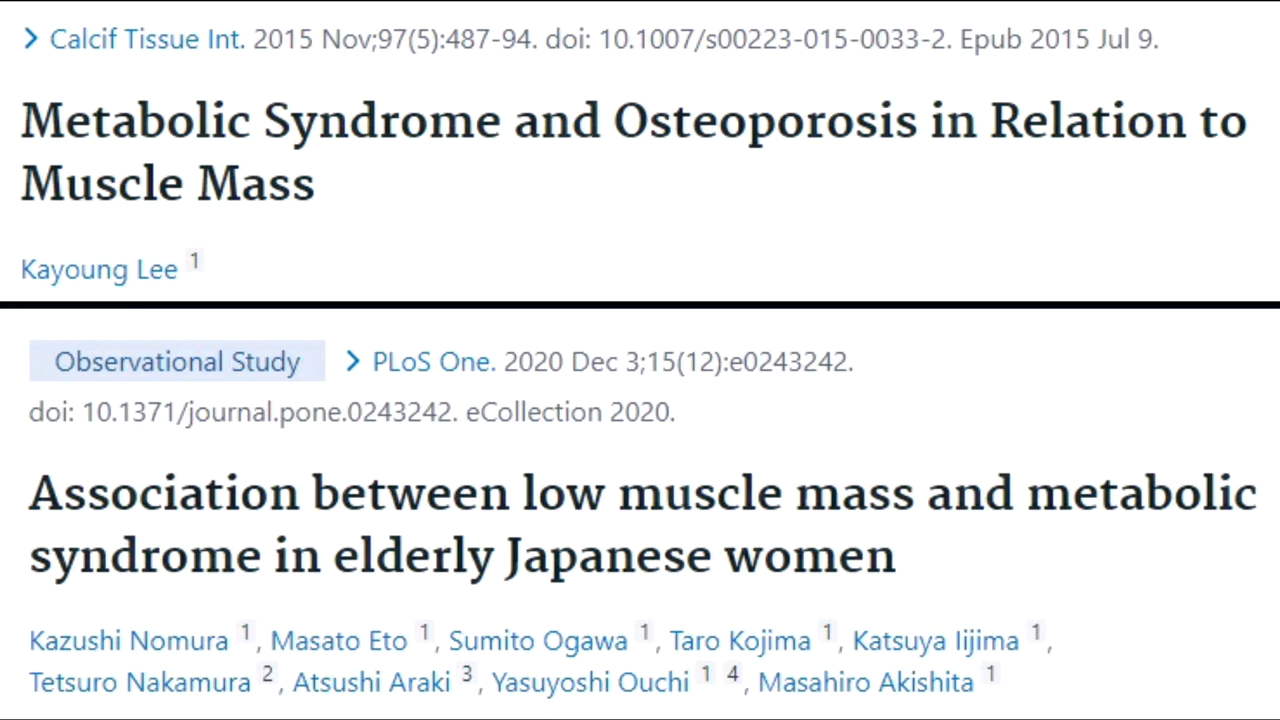 > Calcif Tissue Int. 2015 Nov;97(5):487-94. doi: 10.1007/s00223-015-0033-2. Epub 2015 Jul 9.
Metabolic Syndrome and Osteoporosis in Relation to
Muscle Mass
Kayoung Lee 1
Observational Study > PLoS One. 2020 Dec 3;15(12):e0243242.
doi: 10.1371/journal.pone.0243242. eCollection 2020.
Association between low muscle mass and metabolic
syndrome in elderly Japanese women
Kazushi Nomura 1, Masato Eto 1, Sumito Ogawa 1, Taro Kojima 1, Katsuya Iijima 1,
Tetsuro Nakamura 2, Atsushi Araki 3, Yasuyoshi Ouchi 1 4, Masahiro Akishita 1